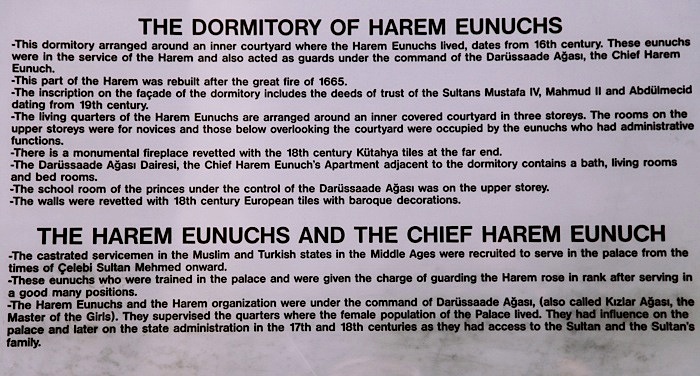 THE DORMITORY OF HAREM EUNUCHS
-This dormitory arranged around an inner courtyard where the Harem Eunuchs lived, dates from 16th century. These eunuchs
were in the service of the Harem and also acted as guards under the command of the Darüssaade Ağası, the Chief Harem
Eunuch.
-This part of the Harem was rebuilt after the great fire of 1665.
-The inscription on the façade of the dormitory includes the deeds of trust of the Sultans Mustafa IV, Mahmud II and Abdülmecid
dating from 19th century.
-The living quarters of the Harem Eunuchs are arranged around an inner covered courtyard in three storeys. The rooms on the
upper storeys were for novices and those below overlooking the courtyard were occupied by the eunuchs who had administrative
functions.
-There is a monumental fireplace revetted with the 18th century Kütahya tiles at the far end.
-The Darüssaade Ağası Dairesi, the Chief Harem Eunuch's Apartment adjacent to the dormitory contains a bath, living rooms
and bed rooms.
-The school room of the princes under the control of the Darüssaade Ağası was on the upper storey.
-The walls were revetted with 18th century European tiles with baroque decorations.
THE HAREM EUNUCHS AND THE CHIEF HAREM EUNUCH
-The castrated servicemen in the Muslim and Turkish states in the Middle Ages were recruited to serve in the palace from the
times of Çelebi Sultan Mehmed onward.
-These eunuchs who were trained in the palace and were given the charge of guarding the Harem rose in rank after serving in
a good many positions.
-The Harem Eunuchs and the Harem organization were under the command of Darüssaade Ağası, (also called Kızlar Ağası, the
Master of the Girls). They supervised the quarters where the female population of the Palace lived. They had influence on the
palace and later on the state administration in the 17th and 18th centuries as they had access to the Sultan and the Sultan's
family.